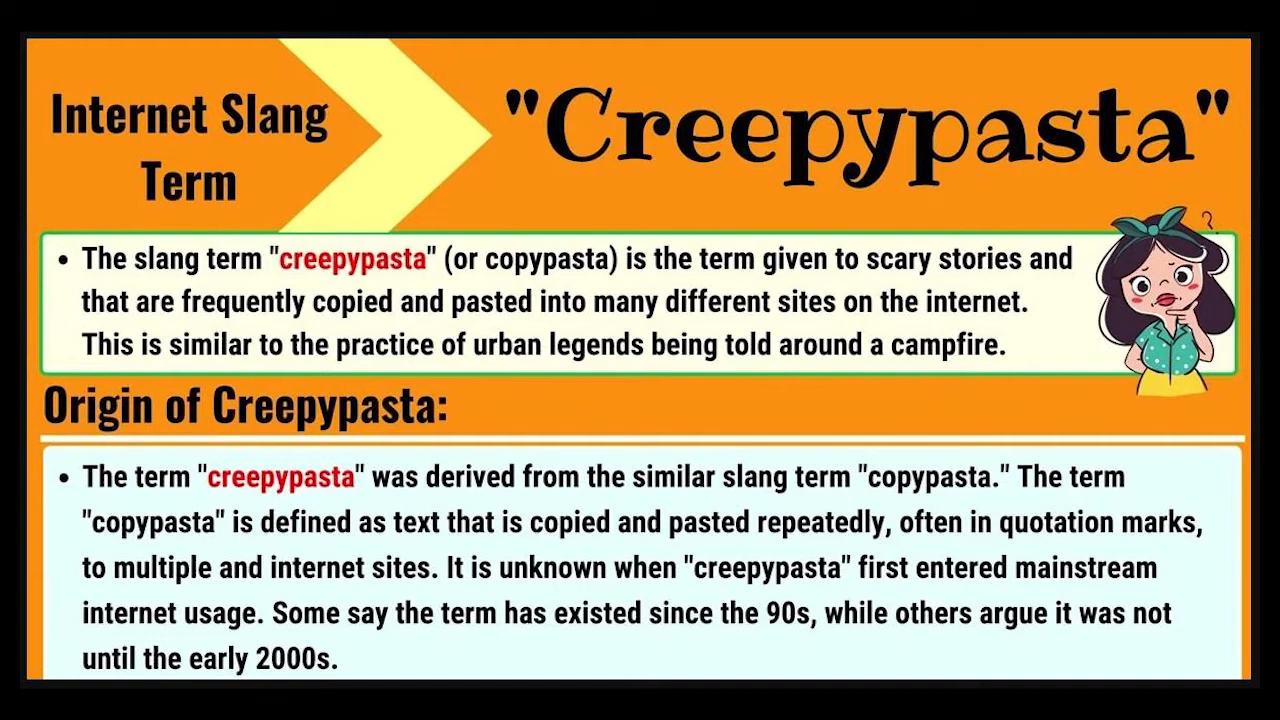 Internet Slang
Term
"Creepypasta"
• The slang term "creepypasta" (or copypasta) is the term given to scary stories and
that are frequently copied and pasted into many different sites on the internet.
This is similar to the practice of urban legends being told around a campfire.
?
Origin of Creepypasta:
• The term "creepypasta" was derived from the similar slang term "copypasta." The term
"copypasta" is defined as text that is copied and pasted repeatedly, often in quotation marks,
to multiple and internet sites. It is unknown when "creepypasta" first entered mainstream
internet usage. Some say the term has existed since the 90s, while others argue it was not
until the early 2000s.